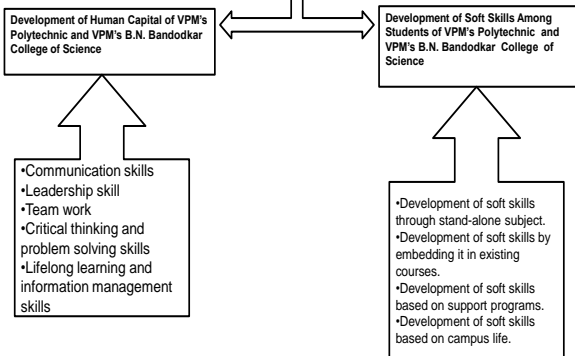 Development of Human Capital of VPM's
Polytechnic and VPM's B.N. Bandodkar
College of Science
Development of Soft Skills Among
Students of VPM's Polytechnic and
VPM's B.N. Bandodkar College of
Science
•Communication skills
•Leadership skill
•Team work
•Critical thinking and
problem solving skills
•Lifelong learning and
information management
skills
•Development of soft skills
through stand-alone subject.
•Development of soft skills by
embedding it in existing
courses.
•Development of soft skills
based on support programs.
•Development of soft skills
based on campus life.